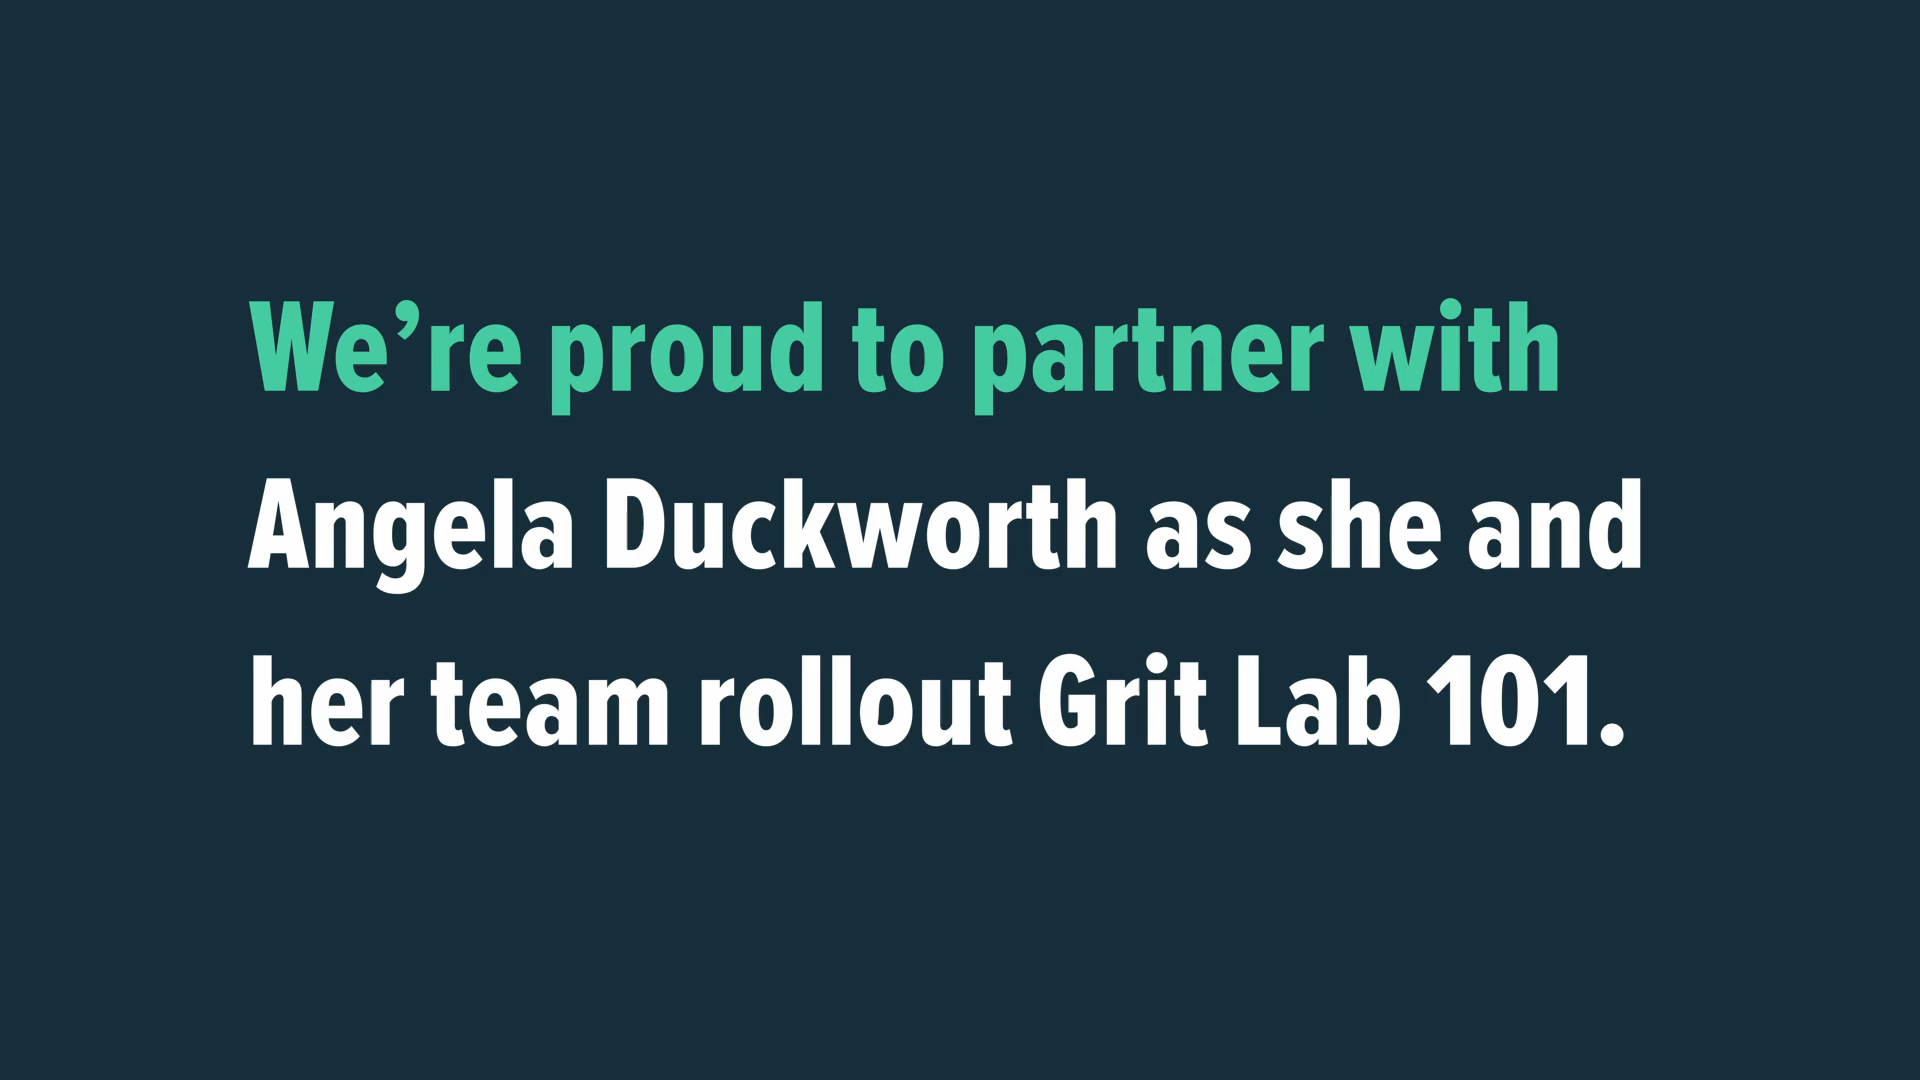 We’re proud to partner with
Angela Duckworth as she and
her team rollout Grit Lab 101.